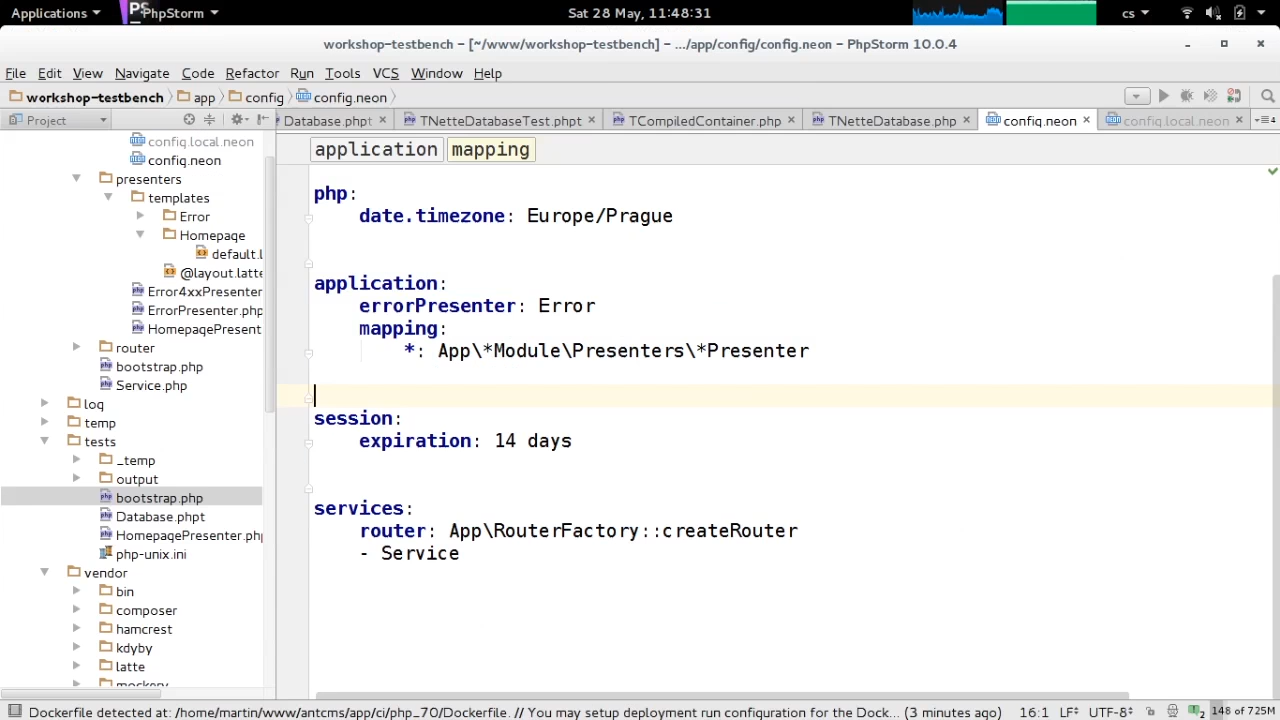 Applications PhpStorm Sat 28 May, 11:48:31 cs
workshop-testbench – [~/www/workshop-testbench] – .../app/config/config.neon – PhpStorm 10.0.4
File Edit View Navigate Code Refactor Run Tools VCS Window Help
workshop-testbench app config config.neon
Project Database.phpt TNetteDatabaseTest.phpt TCompiledContainer.php TNetteDatabase.php config.neon config.local.neon
application mapping
config.local.neon
config.neon
presenters
templates
Error
Homepage
default.l
@layout.latte
Error4xxPresenter
ErrorPresenter.php
HomepagePresent
router
bootstrap.php
Service.php
log
temp
tests
_temp
output
bootstrap.php
Database.phpt
HomepagePresenter.php
php-unix.ini
vendor
bin
composer
hamcrest
kdyby
latte
mockery
php:
date.timezone: Europe/Prague
application:
errorPresenter: Error
mapping:
*: App\*Module\Presenters\*Presenter
session:
expiration: 14 days
services:
router: App\RouterFactory::createRouter
- Service
Dockerfile detected at: /home/martin/www/antcms/app/ci/php_70/Dockerfile. // You may setup deployment run configuration for the Dock... (3 minutes ago) 16:1 LF÷ UTF-8÷ 148 of 725M